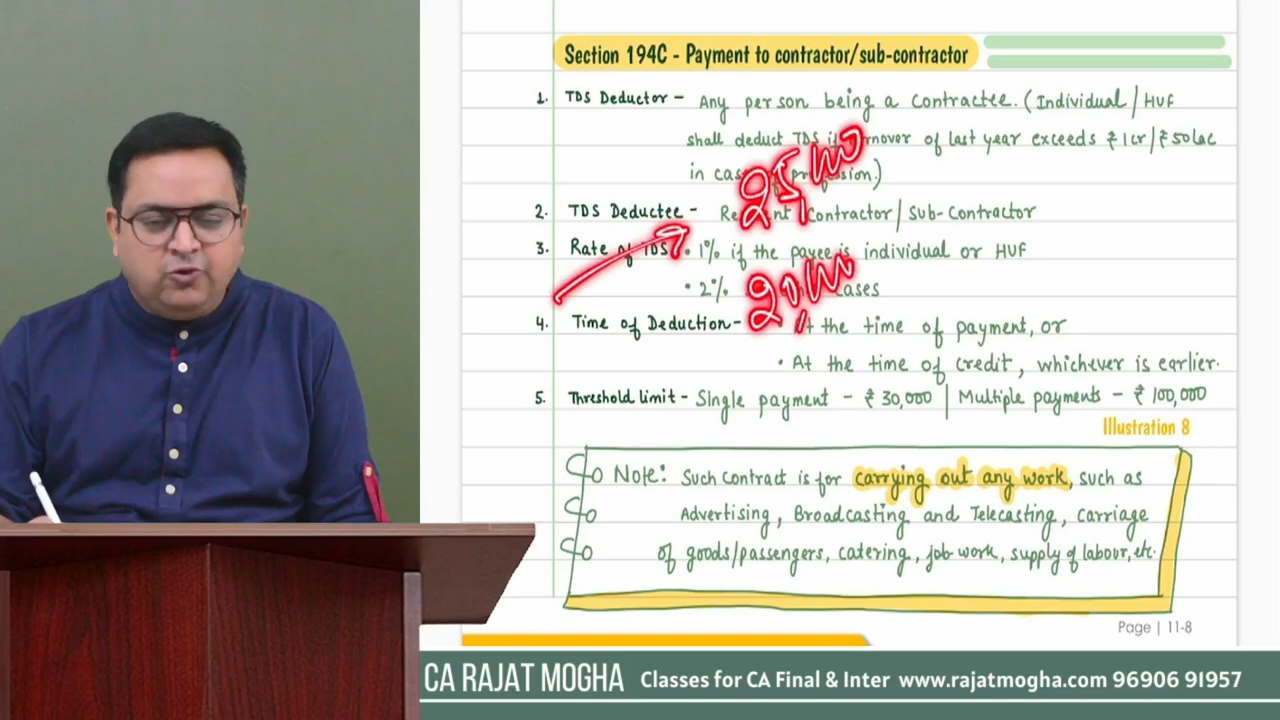 Section 194C - Payment to contractor/sub-contractor
1. TDS Deductor - Any person being a contractee. (Individual/HUF
shall deduct TDS if turnover of last year exceeds ₹1cr/₹50lac
in case of profession.)
25,000
2. TDS Deductee - Resident Contractor/Sub-Contractor
3. Rate of TDS • 1% if the payee is individual or HUF
• 2% cases
20,000
4. Time of Deduction - At the time of payment, or
• At the time of credit, whichever is earlier.
5. Threshold limit - Single payment - ₹30,000 | Multiple payments - ₹100,000
Illustration 8
Note: Such Contract is for carrying out any work, such as
Advertising, Broadcasting and Telecasting, carriage
of goods/passengers, catering, job work, supply of labour, etc.
Page | 11-8
CA RAJAT MOGHA Classes for CA Final & Inter www.rajatmogha.com 96906 91957